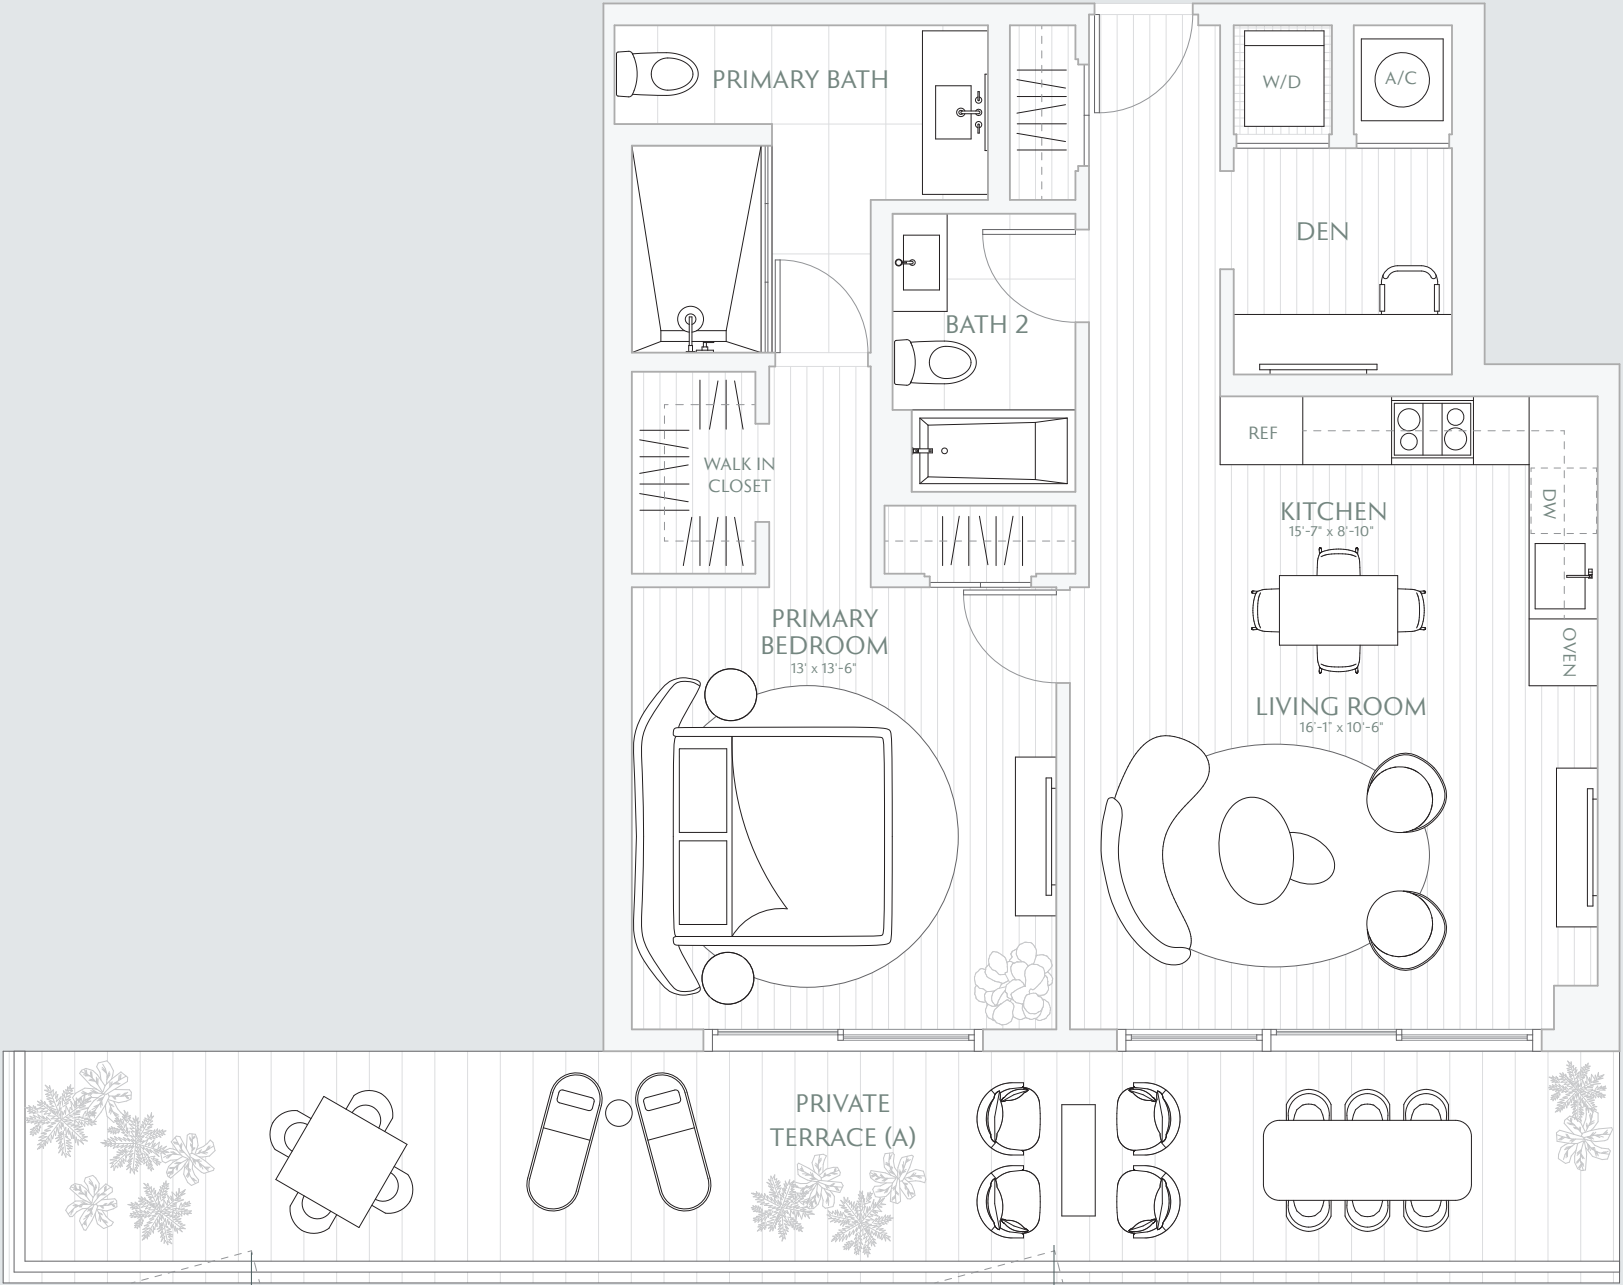 PRIMARY BATH
W/D
A/C
DEN
BATH 2
WALK IN
CLOSET
REF
DW
KITCHEN
15'-7" x 8'-10"
OVEN
PRIMARY
BEDROOM
13' x 13'-6"
LIVING ROOM
16'-1" x 10'-6"
PRIVATE
TERRACE (A)